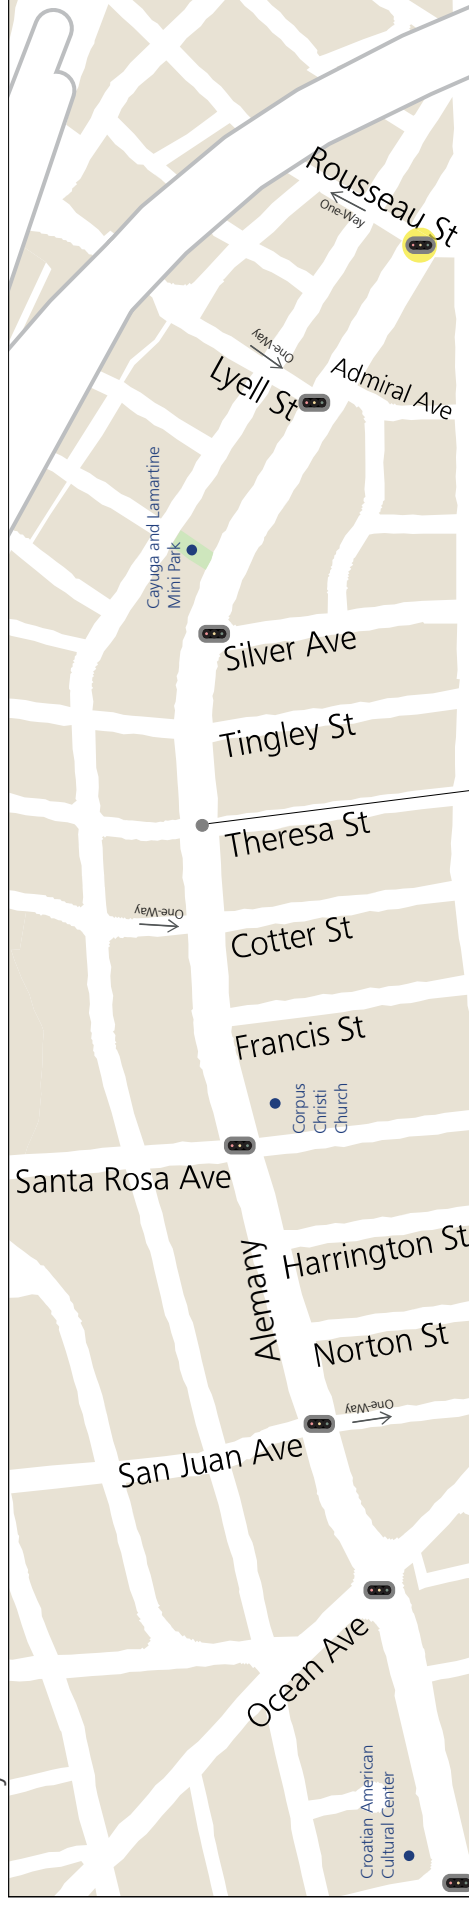 Rousseau St
One-Way
One-Way
Lyell St
Admiral Ave
Cayuga and Lamartine
Mini Park
Silver Ave
Tingley St
Theresa St
One-Way
Cotter St
Francis St
Corpus
Christi
Church
Santa Rosa Ave
Alemany
Harrington St
Norton St
One-Way
San Juan Ave
Ocean Ave
Croatian American
Cultural Center